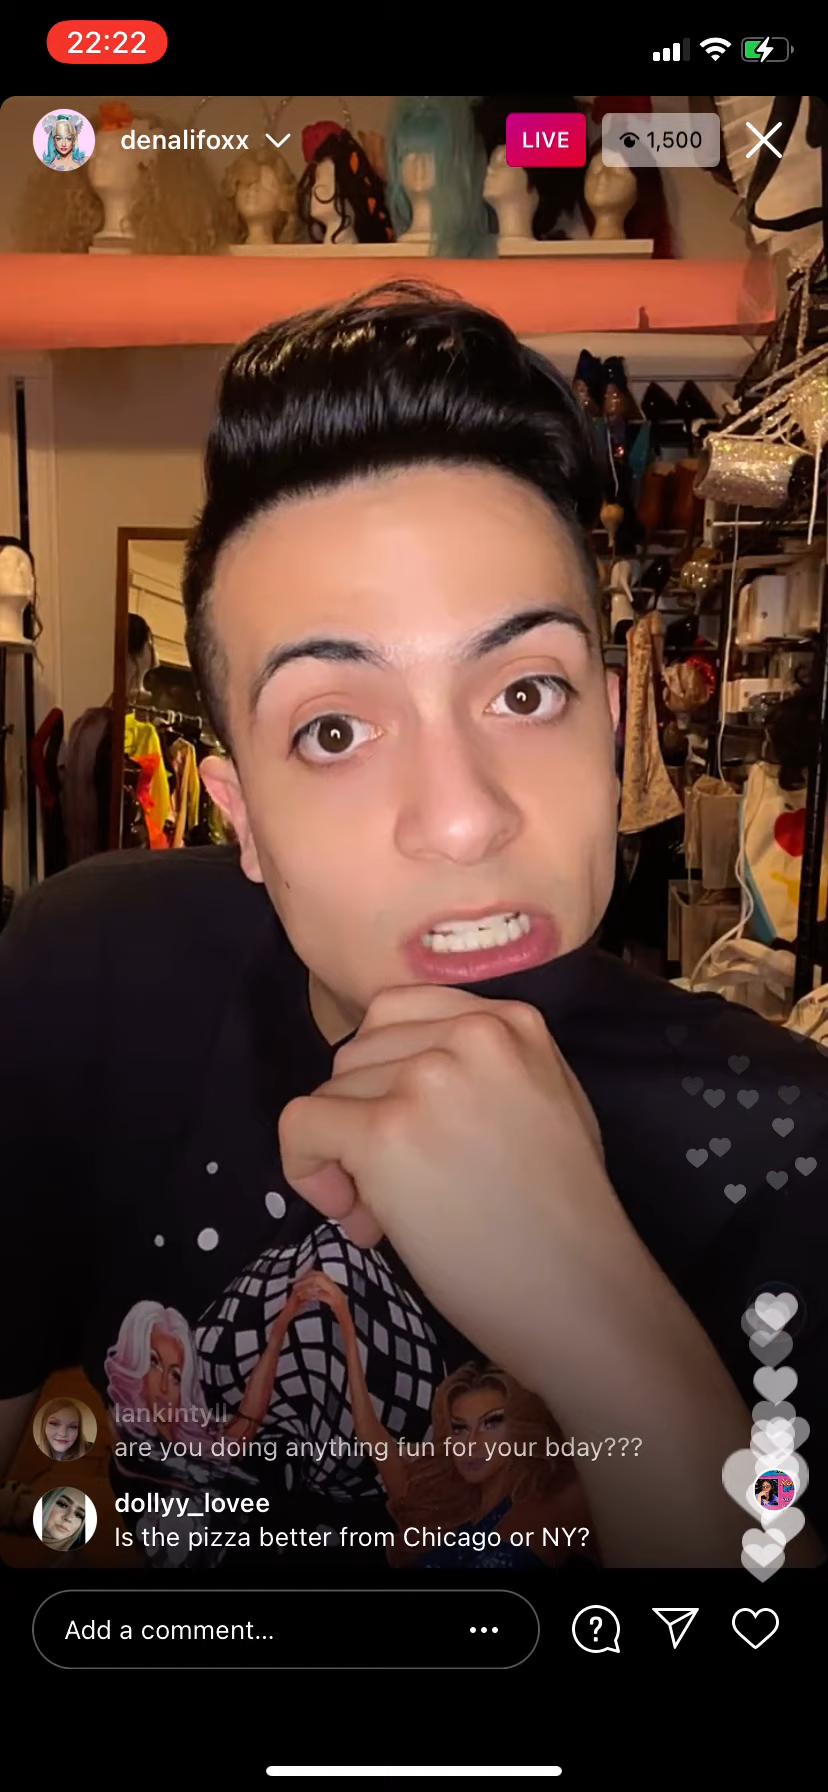 22:22
denalifoxx
LIVE
1,500
lankintyll
are you doing anything fun for your bday???
dollyy_lovee
Is the pizza better from Chicago or NY?
Add a comment...